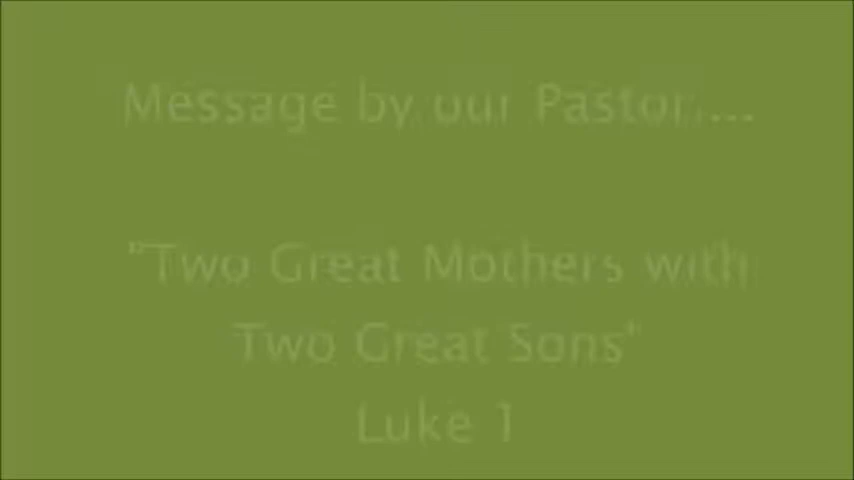 Message by our Pastor....
"Two Great Mothers with
Two Great Sons"
Luke 1